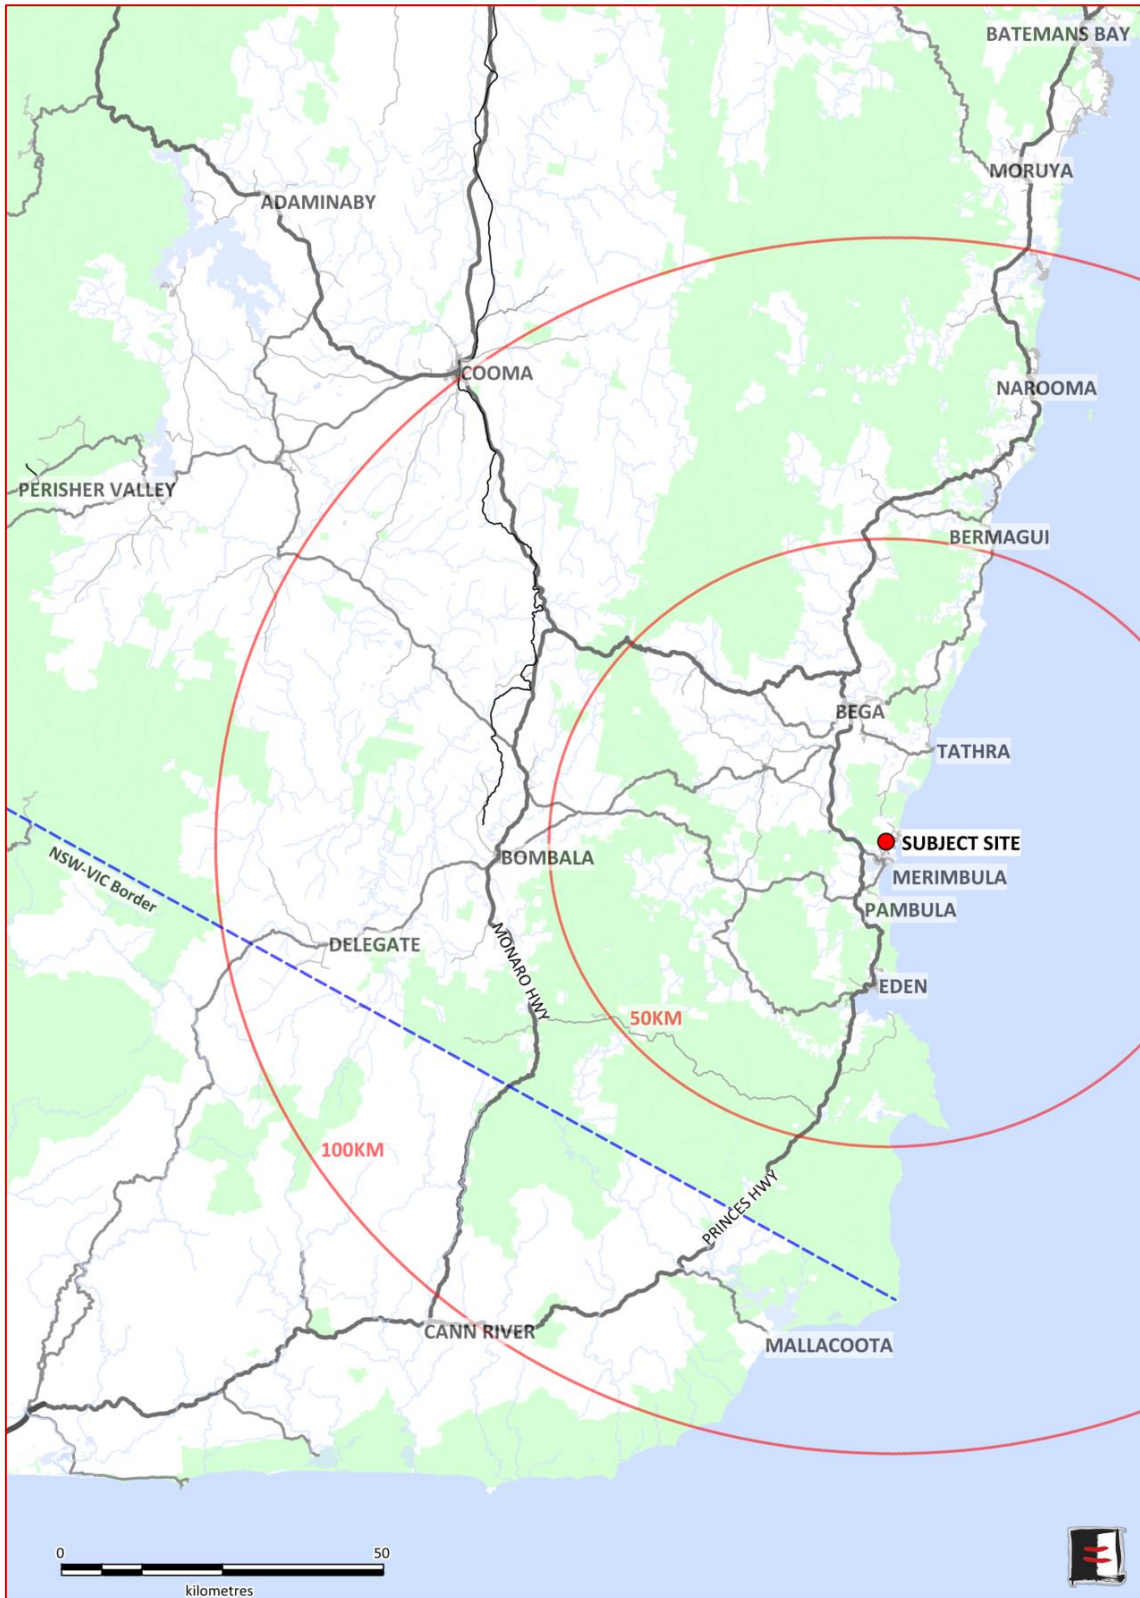 BATEMANS BAY
MORUYA
ADAMINABY
COOMA
NAROOMA
PERISHER VALLEY
BERMAGUI
BEGA
TATHRA
SUBJECT SITE
BOMBALA
MERIMBULA
NSW-VIC Border
PAMBULA
DELEGATE
MONARO HWY
EDEN
50KM
100KM
PRINCES HWY
CANN RIVER
MALLACOOTA
0 50
kilometres